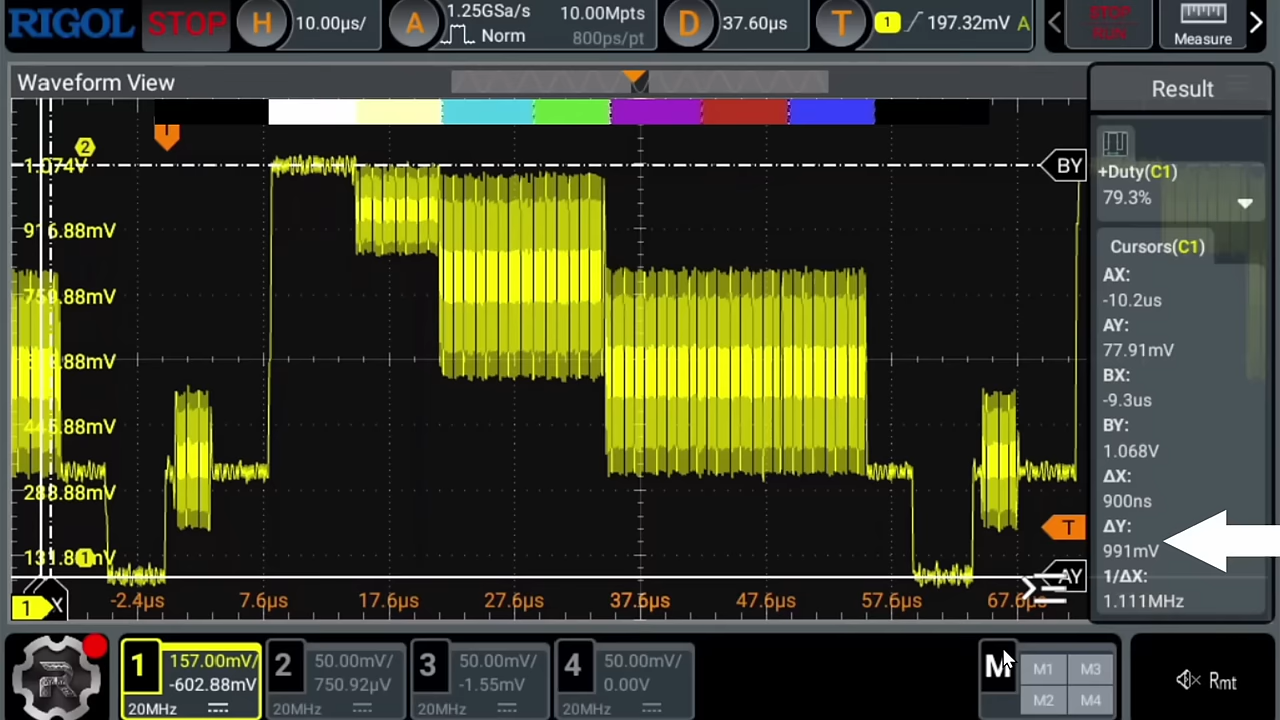 RIGOL STOP H 10.00µs/ A 1.25GSa/s Norm 10.00Mpts 800ps/pt D 37.60µs T 1 197.32mV A STOP RUN Measure
Waveform View
Result
T
2
1.074V
BY
+Duty(C1)
79.3%
Cursors(C1)
AX:
-10.2us
AY:
77.91mV
BX:
-9.3us
BY:
1.068V
ΔX:
900ns
ΔY:
991mV
1/ΔX:
1.111MHz
916.88mV
759.88mV
445.88mV
288.88mV
T
131.88mV
1
AY
1 X
-2.4µs 7.6µs 17.6µs 27.6µs 37.6µs 47.6µs 57.6µs 67.6µs
1 157.00mV/
-602.88mV
20MHz
2 50.00mV/
750.92µV
20MHz
3 50.00mV/
-1.55mV
20MHz
4 50.00mV/
0.00V
20MHz
M M1 M3
M2 M4
R
Rmt